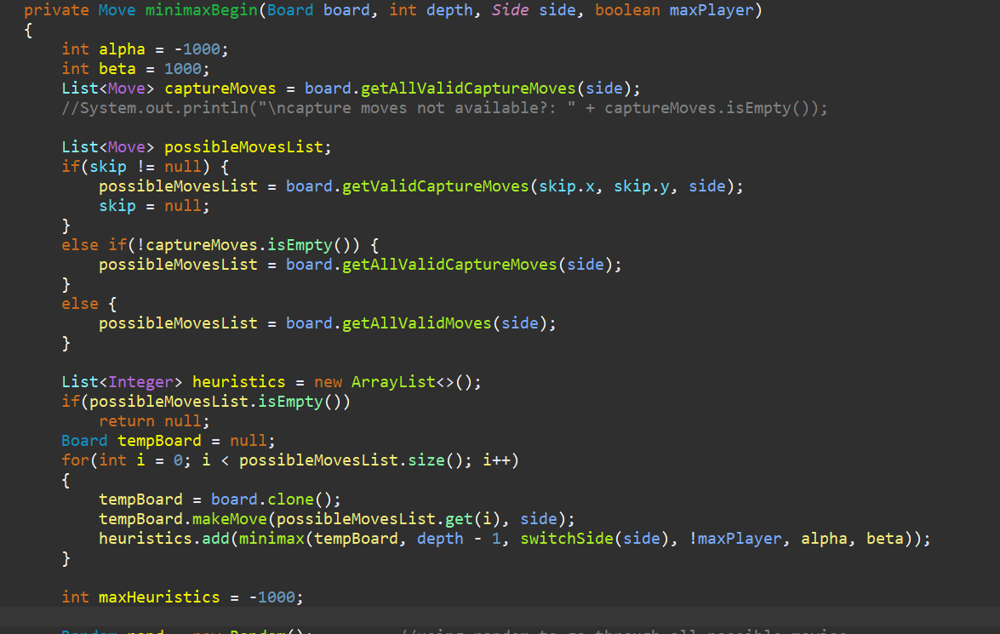 private Move minimaxBegin(Board board, int depth, Side side, boolean maxPlayer)
{
    int alpha = -1000;
    int beta = 1000;
    List<Move> captureMoves = board.getAllValidCaptureMoves(side);
    //System.out.println("\ncapture moves not available?: " + captureMoves.isEmpty());

    List<Move> possibleMovesList;
    if(skip != null) {
        possibleMovesList = board.getValidCaptureMoves(skip.x, skip.y, side);
        skip = null;
    }
    else if(!captureMoves.isEmpty()) {
        possibleMovesList = board.getAllValidCaptureMoves(side);
    }
    else {
        possibleMovesList = board.getAllValidMoves(side);
    }

    List<Integer> heuristics = new ArrayList<>();
    if(possibleMovesList.isEmpty())
        return null;
    Board tempBoard = null;
    for(int i = 0; i < possibleMovesList.size(); i++)
    {
        tempBoard = board.clone();
        tempBoard.makeMove(possibleMovesList.get(i), side);
        heuristics.add(minimax(tempBoard, depth - 1, switchSide(side), !maxPlayer, alpha, beta));
    }

    int maxHeuristics = -1000;